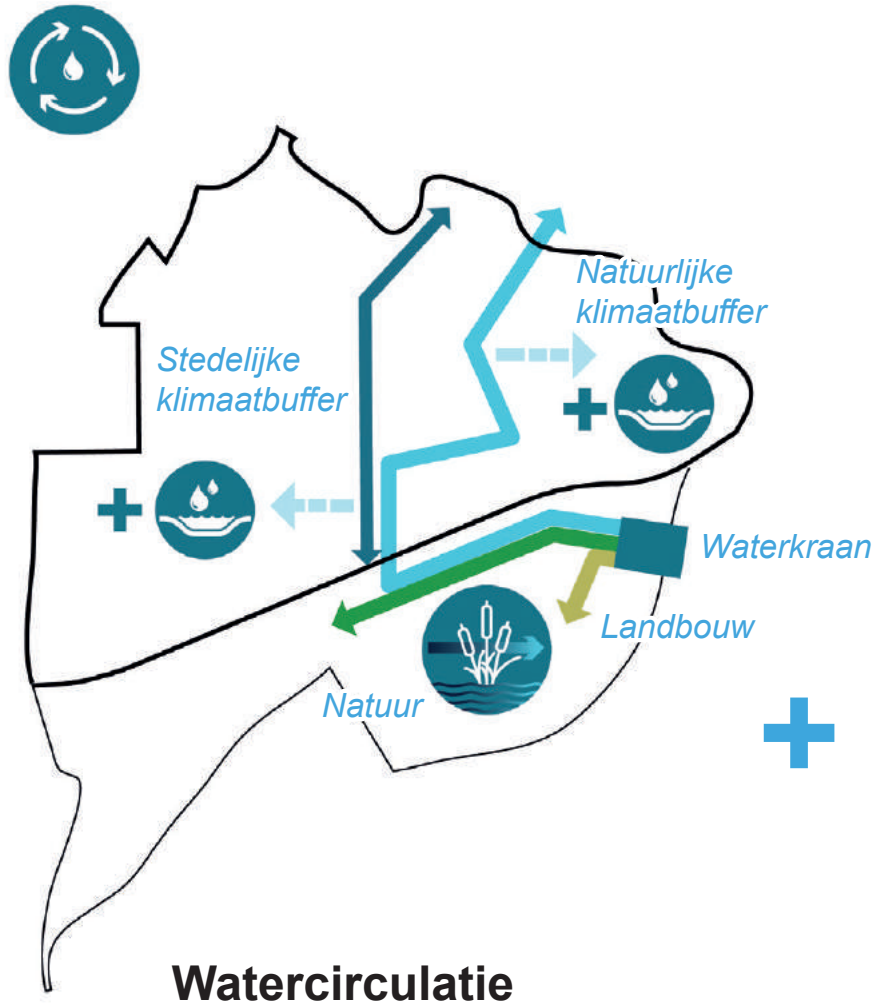 Natuurlijke
klimaatbuffer
Stedelijke
klimaatbuffer
Waterkraan
Landbouw
Natuur
Watercirculatie